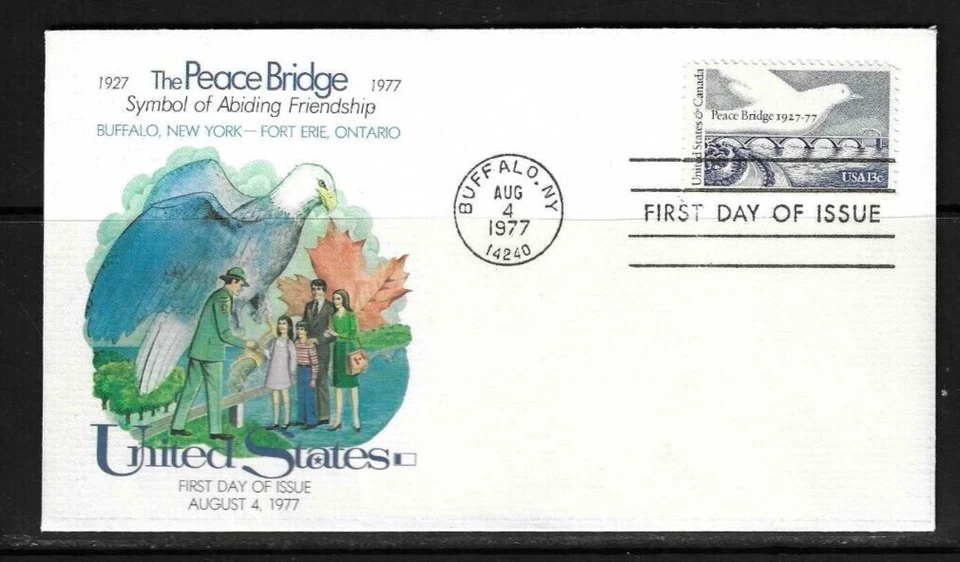 1927 The Peace Bridge 1977
Symbol of Abiding Friendship
BUFFALO, NEW YORK — FORT ERIE, ONTARIO
United States & Canada
Peace Bridge 1927-77
USA 13c
BUFFALO, NY
AUG
4
1977
14240
FIRST DAY OF ISSUE
United States
FIRST DAY OF ISSUE
AUGUST 4, 1977